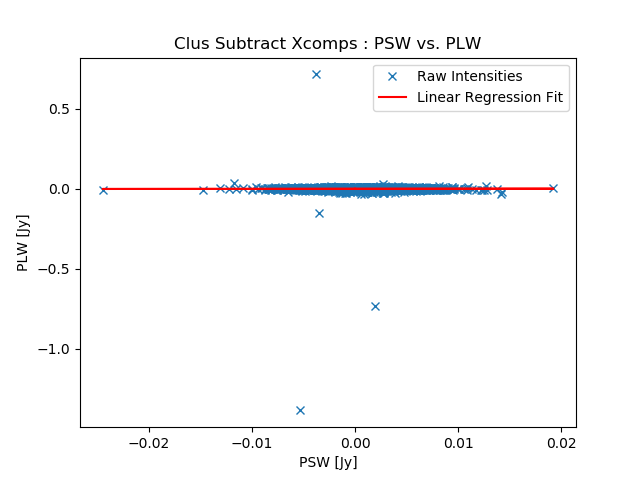 Clus Subtract Xcomps : PSW vs. PLW
Raw Intensities
Linear Regression Fit
0.5
0.0
−0.5
−1.0
PLW [Jy]
−0.02
−0.01
0.00
0.01
0.02
PSW [Jy]